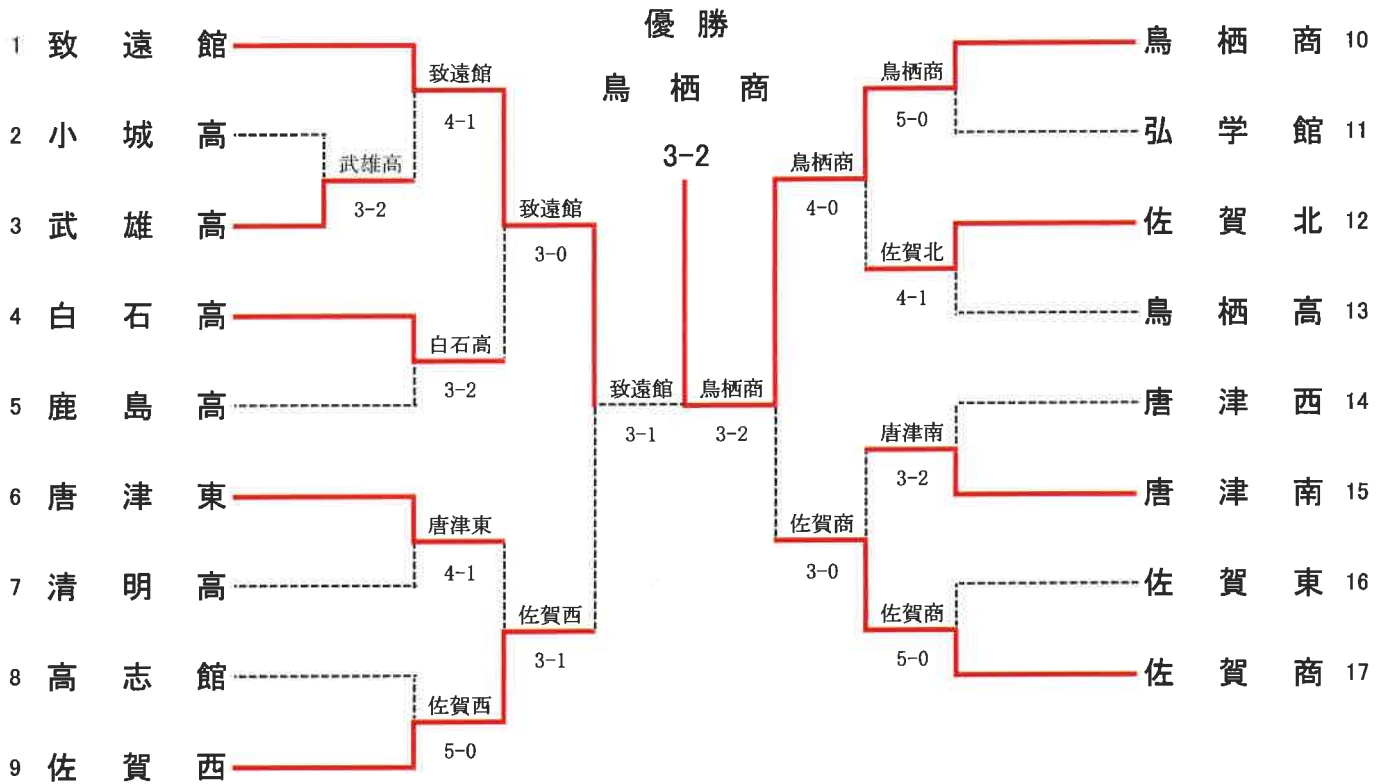 優勝
鳥栖商
3-2
1 致遠館
2 小城高
3 武雄高
4 白石高
5 鹿島高
6 唐津東
7 清明高
8 高志館
9 佐賀西
致遠館
4-1
武雄高
3-2
致遠館
3-0
白石高
3-2
唐津東
4-1
佐賀西
3-1
佐賀西
5-0
致遠館
3-1
鳥栖商
3-2
鳥栖商
4-0
鳥栖商
5-0
佐賀北
4-1
唐津南
3-2
佐賀商
3-0
佐賀商
5-0
鳥栖商 10
弘学館 11
佐賀北 12
鳥栖高 13
唐津西 14
唐津南 15
佐賀東 16
佐賀商 17